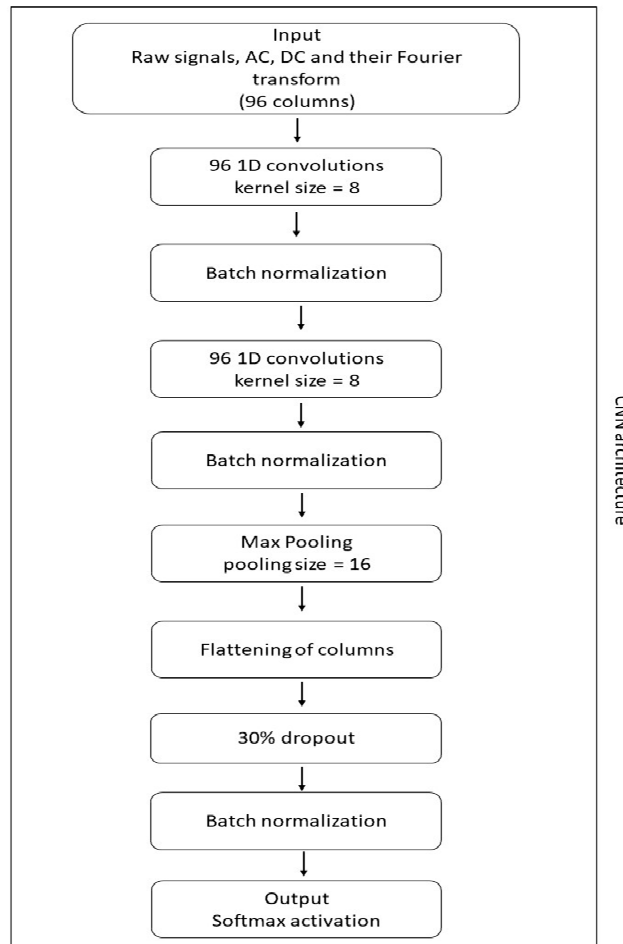 Input
Raw signals, AC, DC and their Fourier
transform
(96 columns)
96 1D convolutions
kernel size = 8
Batch normalization
96 1D convolutions
kernel size = 8
Batch normalization
Max Pooling
pooling size = 16
Flattening of columns
30% dropout
Batch normalization
Output
Softmax activation
CNN architecture